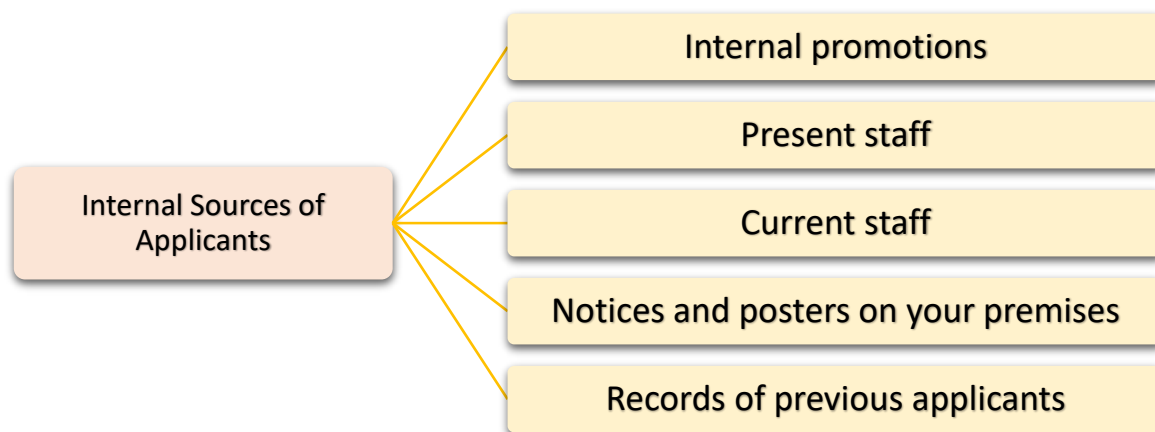 Internal Sources of
Applicants
Internal promotions
Present staff
Current staff
Notices and posters on your premises
Records of previous applicants